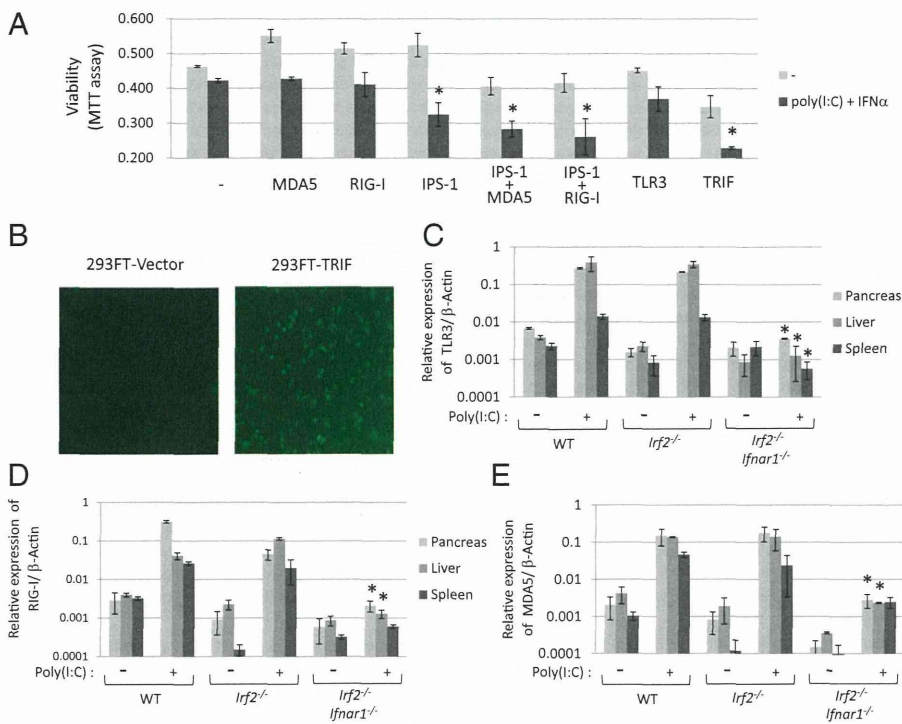 A
Viability
(MTT assay)
0.600
0.500
0.400
0.300
0.200
*
*
*
*
-
poly(I:C) + IFNα
-
MDA5
RIG-I
IPS-1
IPS-1
+
MDA5
IPS-1
+
RIG-I
TLR3
TRIF
B
293FT-Vector
293FT-TRIF
C
Relative expression
of TLR3/ β-Actin
1
0.1
0.01
0.001
0.0001
* * *
Pancreas
Liver
Spleen
Poly(I:C) : - + - + - +
WT
Irf2-/-
Irf2-/-
Ifnar1-/-
D
Relative expression of
RIG-I/ β-Actin
1
0.1
0.01
0.001
0.0001
* *
Pancreas
Liver
Spleen
Poly(I:C) : - + - + - +
WT
Irf2-/-
Irf2-/-
Ifnar1-/-
E
Relative expression
of MDA5/ β-Actin
1
0.1
0.01
0.001
0.0001
* *
Pancreas
Liver
Spleen
Poly(I:C) : - + - + - +
WT
Irf2-/-
Irf2-/-
Ifnar1-/-